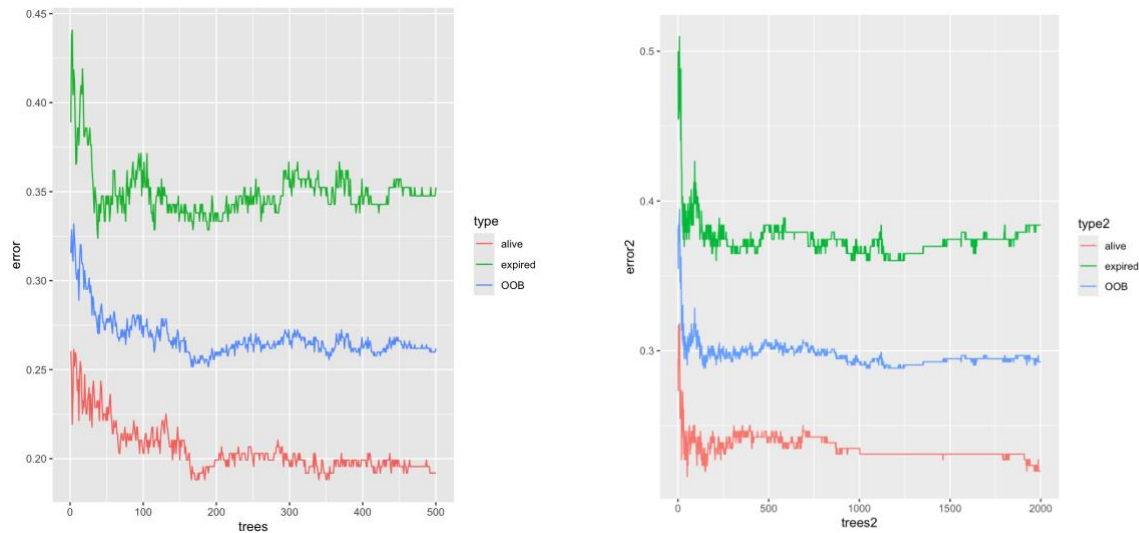 0.45
0.40
0.35
0.30
0.25
0.20
error
0 100 200 300 400 500
trees
type
alive
expired
OOB
0.5
0.4
0.3
error2
0 500 1000 1500 2000
trees2
type2
alive
expired
OOB